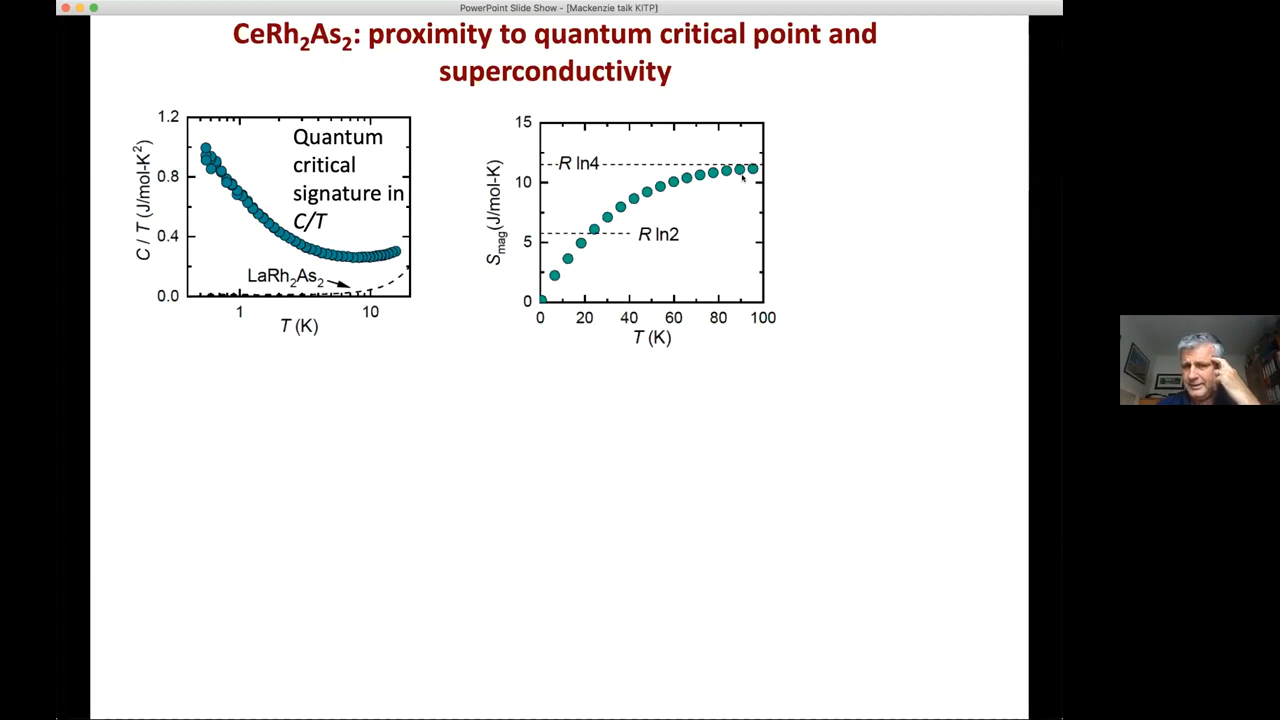 PowerPoint Slide Show - [Mackenzie talk KITP]
CeRh₂As₂: proximity to quantum critical point and
superconductivity
1.2
0.8
0.4
0.0
C / T (J/mol-K²)
Quantum
critical
signature in
C/T
LaRh₂As₂
1
10
T (K)
15
10
5
0
S_mag(J/mol-K)
R ln4
R ln2
0
20
40
60
80
100
T (K)